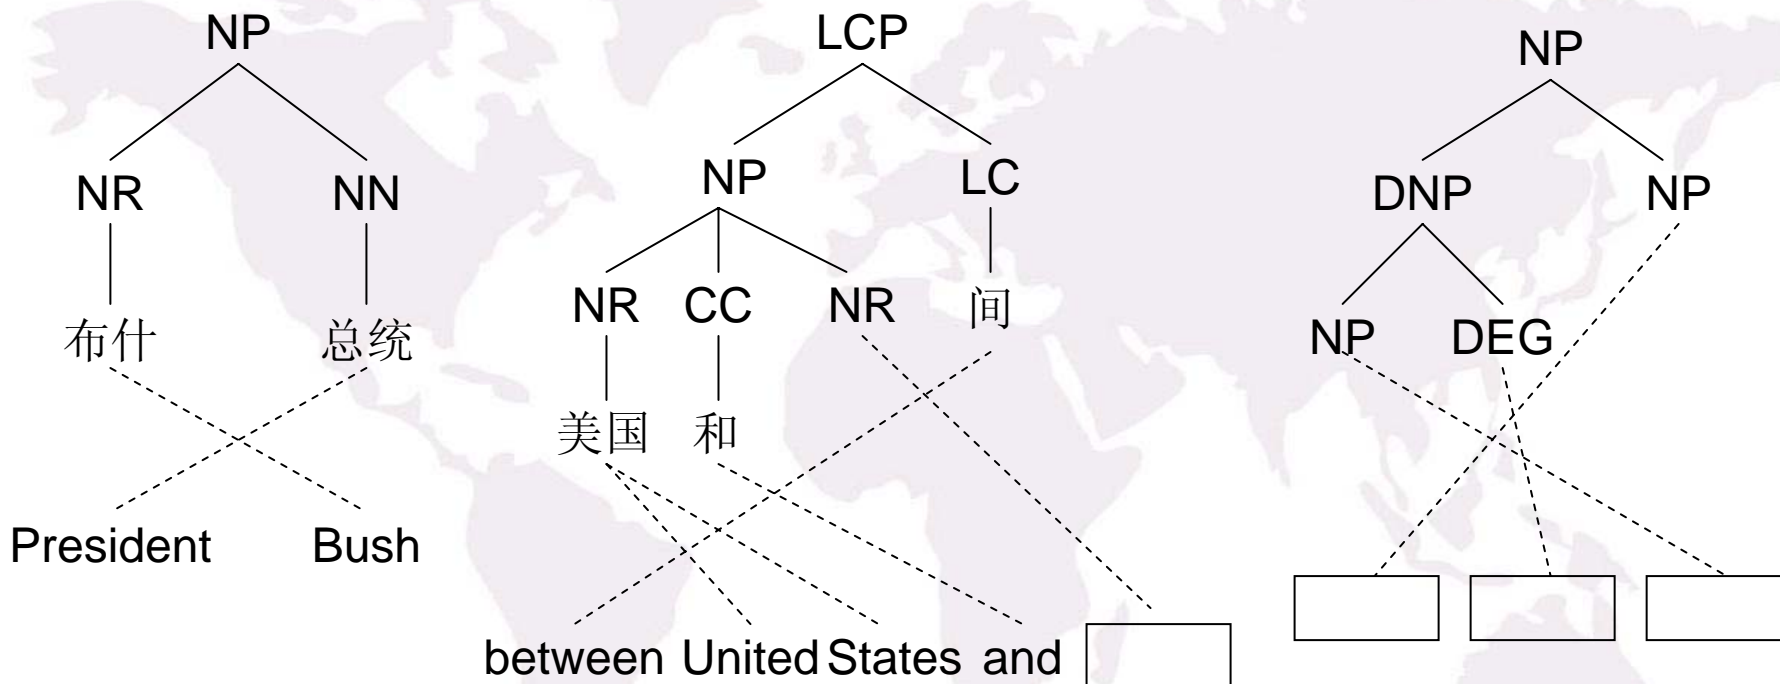 NP
NR NN
布什 总统
President Bush
LCP
NP LC
NR CC NR 间
美国 和
between United States and
NP
DNP NP
NP DEG